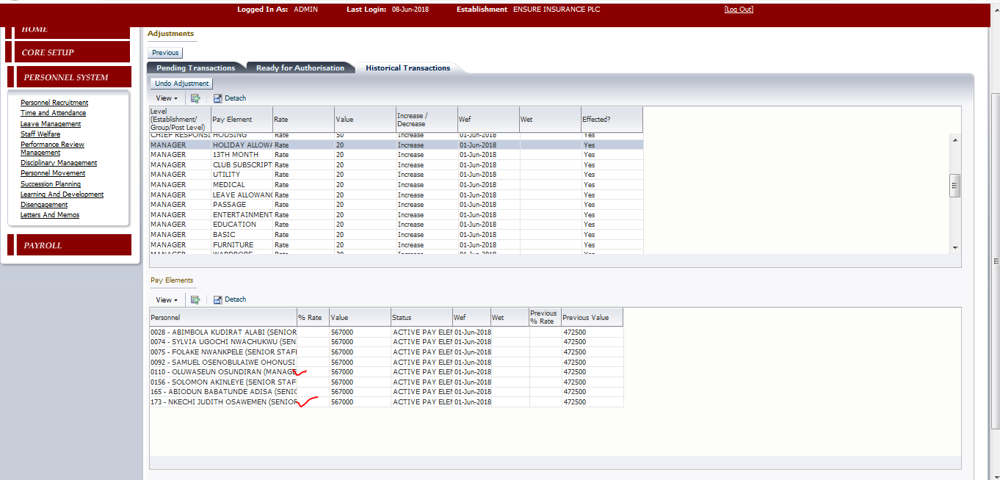 Logged In As: ADMIN Last Login: 08-Jun-2018 Establishment ENSURE INSURANCE PLC [Log Out]
HOME
CORE SETUP
PERSONNEL SYSTEM
Personnel Recruitment
Time and Attendance
Leave Management
Staff Welfare
Performance Review
Management
Disciplinary Management
Personnel Movement
Succession Planning
Learning And Development
Disengagement
Letters And Memos
PAYROLL
Adjustments
Previous
Pending Transactions Ready for Authorisation Historical Transactions
Undo Adjustment
View Detach
Level (Establishment/ Group/Post Level) Pay Element Rate Value Increase / Decrease Wef Wet Effected?
CHIEF RESPONSI HOUSING Rate 50 Increase 01-Jun-2018 Yes
MANAGER HOLIDAY ALLOWA Rate 20 Increase 01-Jun-2018 Yes
MANAGER 13TH MONTH Rate 20 Increase 01-Jun-2018 Yes
MANAGER CLUB SUBSCRIPT Rate 20 Increase 01-Jun-2018 Yes
MANAGER UTILITY Rate 20 Increase 01-Jun-2018 Yes
MANAGER MEDICAL Rate 20 Increase 01-Jun-2018 Yes
MANAGER LEAVE ALLOWANC Rate 20 Increase 01-Jun-2018 Yes
MANAGER PASSAGE Rate 20 Increase 01-Jun-2018 Yes
MANAGER ENTERTAINMENT Rate 20 Increase 01-Jun-2018 Yes
MANAGER EDUCATION Rate 20 Increase 01-Jun-2018 Yes
MANAGER BASIC Rate 20 Increase 01-Jun-2018 Yes
MANAGER FURNITURE Rate 20 Increase 01-Jun-2018 Yes
MANAGER WARDROBE Rate 20 Increase 01-Jun-2018 Yes
Pay Elements
View Detach
Personnel % Rate Value Status Wef Wet Previous % Rate Previous Value
0028 - ABIMBOLA KUDIRAT ALABI (SENIOR 567000 ACTIVE PAY ELEM 01-Jun-2018 472500
0074 - SYLVIA UGOCHI NWACHUKWU (SEN 567000 ACTIVE PAY ELEM 01-Jun-2018 472500
0075 - FOLAKE NWANKPELE (SENIOR STAFF 567000 ACTIVE PAY ELEM 01-Jun-2018 472500
0092 - SAMUEL OSENOBULAIWE OHONUSI 567000 ACTIVE PAY ELEM 01-Jun-2018 472500
0110 - OLUWASEUN OSUNDIRAN (MANAGE 567000 ACTIVE PAY ELEM 01-Jun-2018 472500
0156 - SOLOMON AKINLEYE (SENIOR STAF 567000 ACTIVE PAY ELEM 01-Jun-2018 472500
165 - ABIODUN BABATUNDE ADISA (SENIO 567000 ACTIVE PAY ELEM 01-Jun-2018 472500
173 - NKECHI JUDITH OSAWEMEN (SENIOR 567000 ACTIVE PAY ELEM 01-Jun-2018 472500